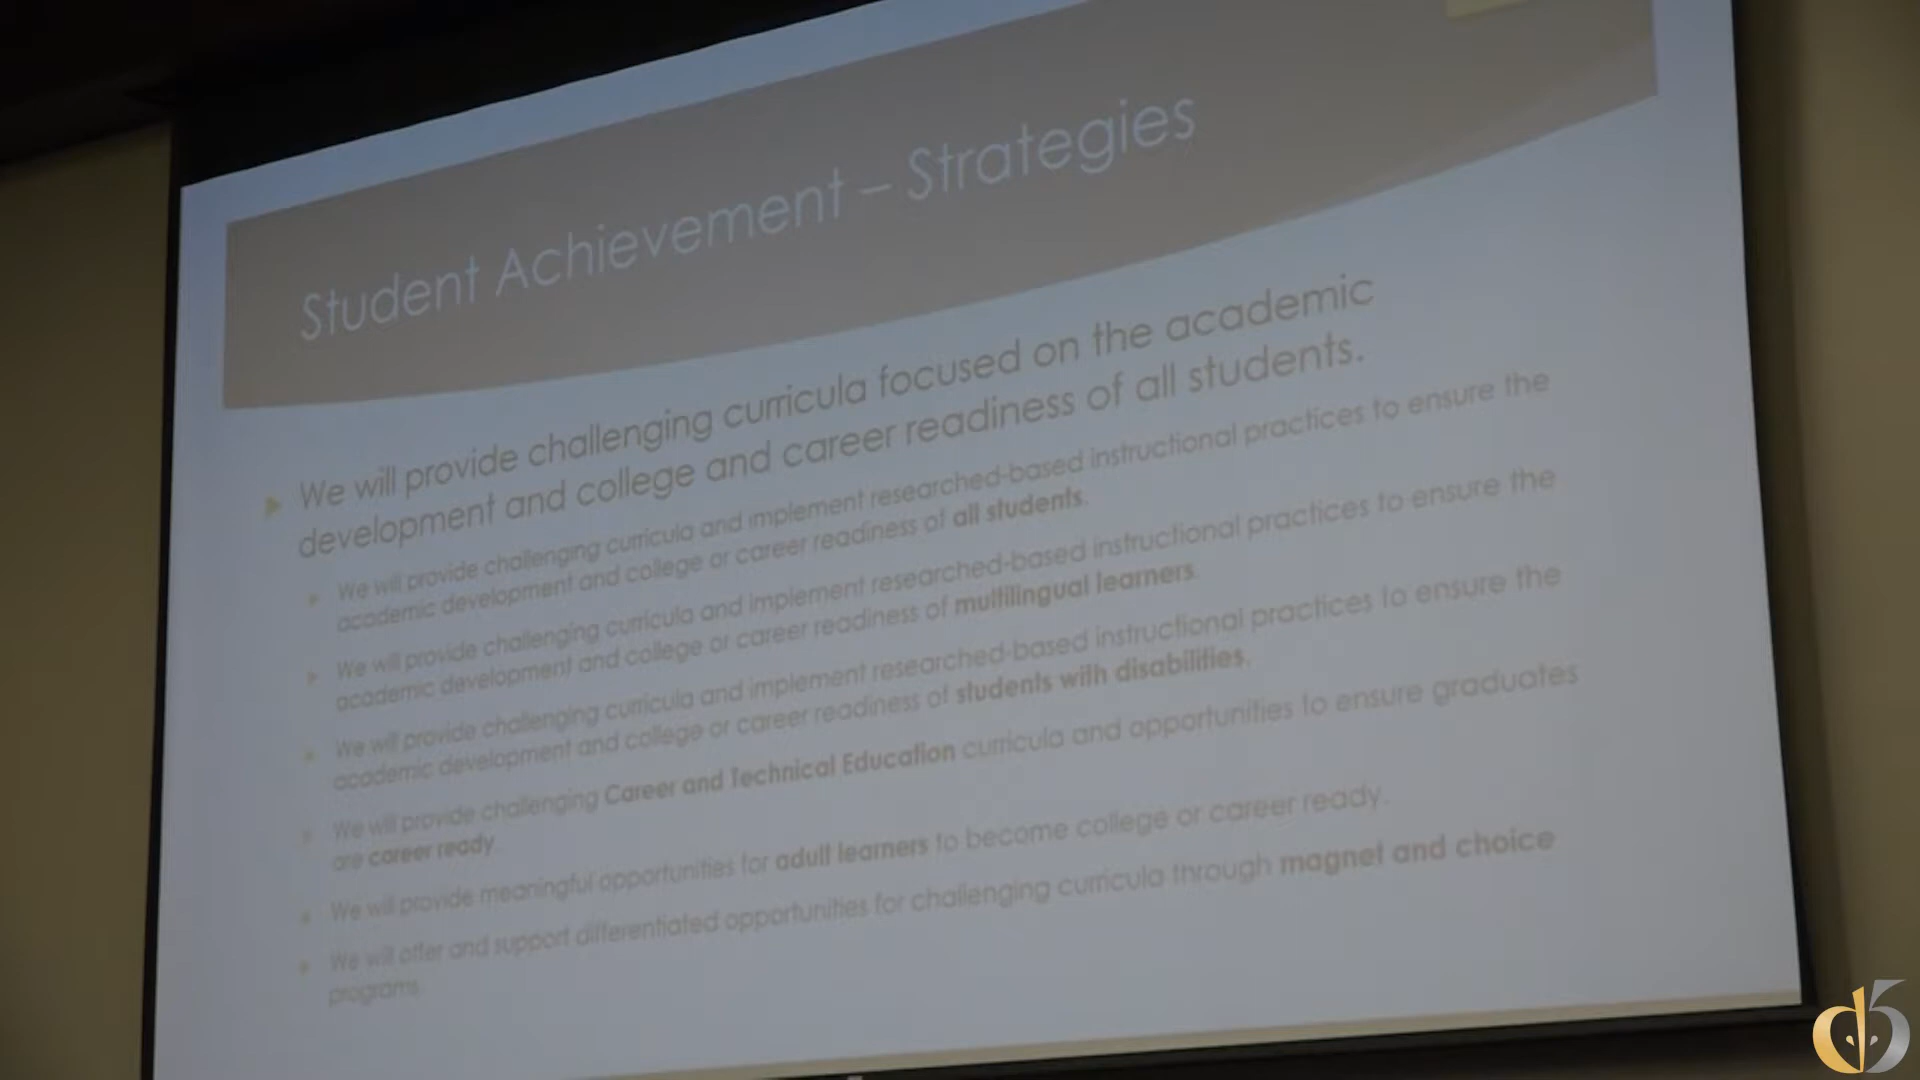 Student Achievement – Strategies
We will provide challenging curricula focused on the academic
development and college and career readiness of all students.
We will provide challenging curricula and implement researched-based instructional practices to ensure the
academic development and college or career readiness of all students.
We will provide challenging curricula and implement researched-based instructional practices to ensure the
academic development and college or career readiness of multilingual learners.
We will provide challenging curricula and implement researched-based instructional practices to ensure the
academic development and college or career readiness of students with disabilities.
We will provide challenging Career and Technical Education curricula and opportunities to ensure graduates
are career ready.
We will provide meaningful opportunities for adult learners to become college or career ready.
We will offer and support differentiated opportunities for challenging curricula through magnet and choice
programs.
d5